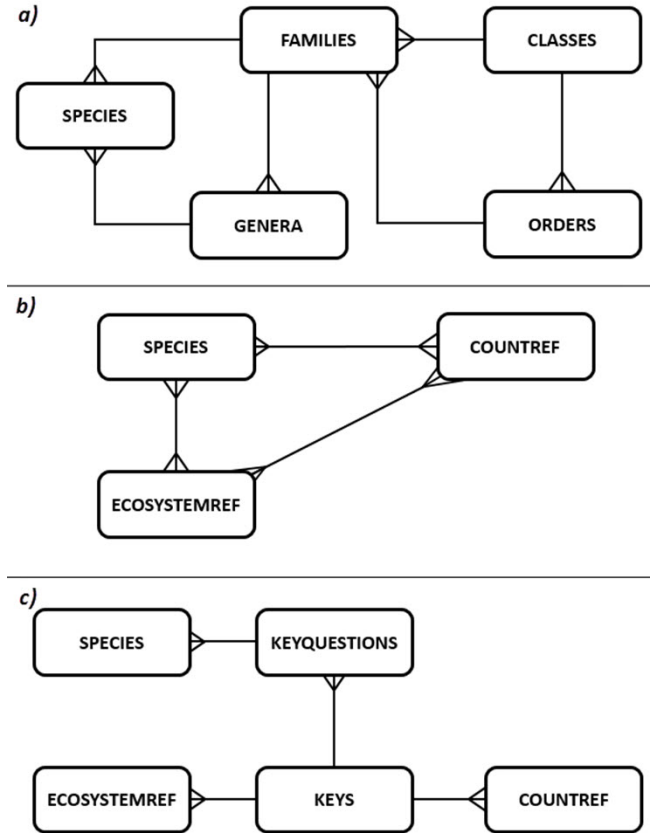 a)
FAMILIES
CLASSES
SPECIES
GENERA
ORDERS
b)
SPECIES
COUNTREF
ECOSYSTEMREF
c)
SPECIES
KEYQUESTIONS
ECOSYSTEMREF
KEYS
COUNTREF